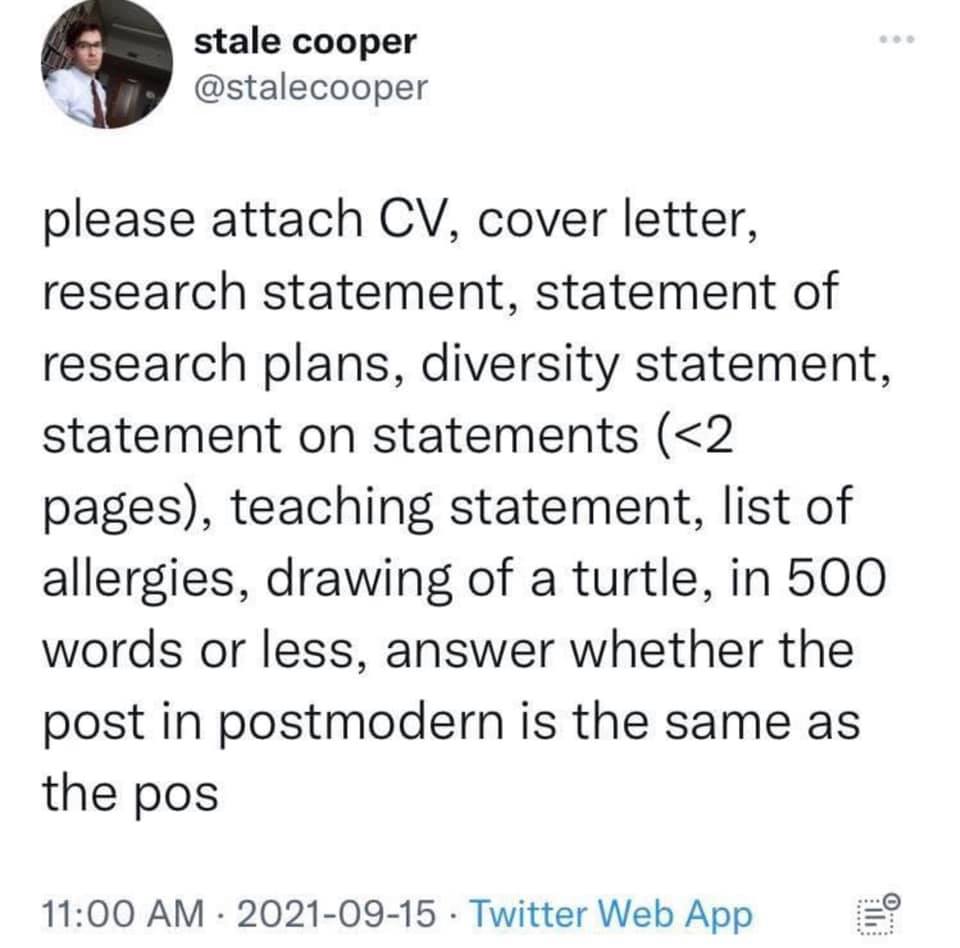 stale cooper
@stalecooper
please attach CV, cover letter,
research statement, statement of
research plans, diversity statement,
statement on statements (<2
pages), teaching statement, list of
allergies, drawing of a turtle, in 500
words or less, answer whether the
post in postmodern is the same as
the pos
11:00 AM · 2021-09-15 · Twitter Web App